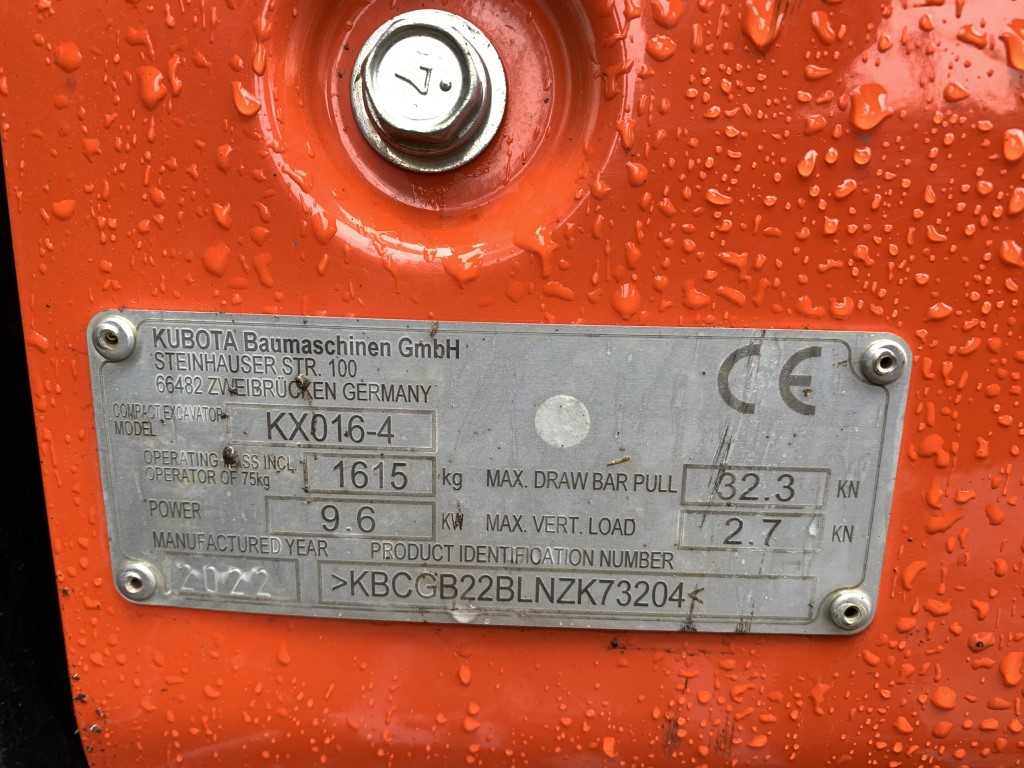 7
KUBOTA Baumaschinen GmbH
STEINHAUSER STR. 100
66482 ZWEIBRÜCKEN GERMANY
CE
COMPACT EXCAVATOR
MODEL KX016-4
OPERATING MASS INCL.
OPERATOR OF 75kg 1615 kg
MAX. DRAW BAR PULL 32.3 KN
POWER 9.6 KW
MAX. VERT. LOAD 2.7 KN
MANUFACTURED YEAR PRODUCT IDENTIFICATION NUMBER
2022 >KBCGB22BLNZK73204<